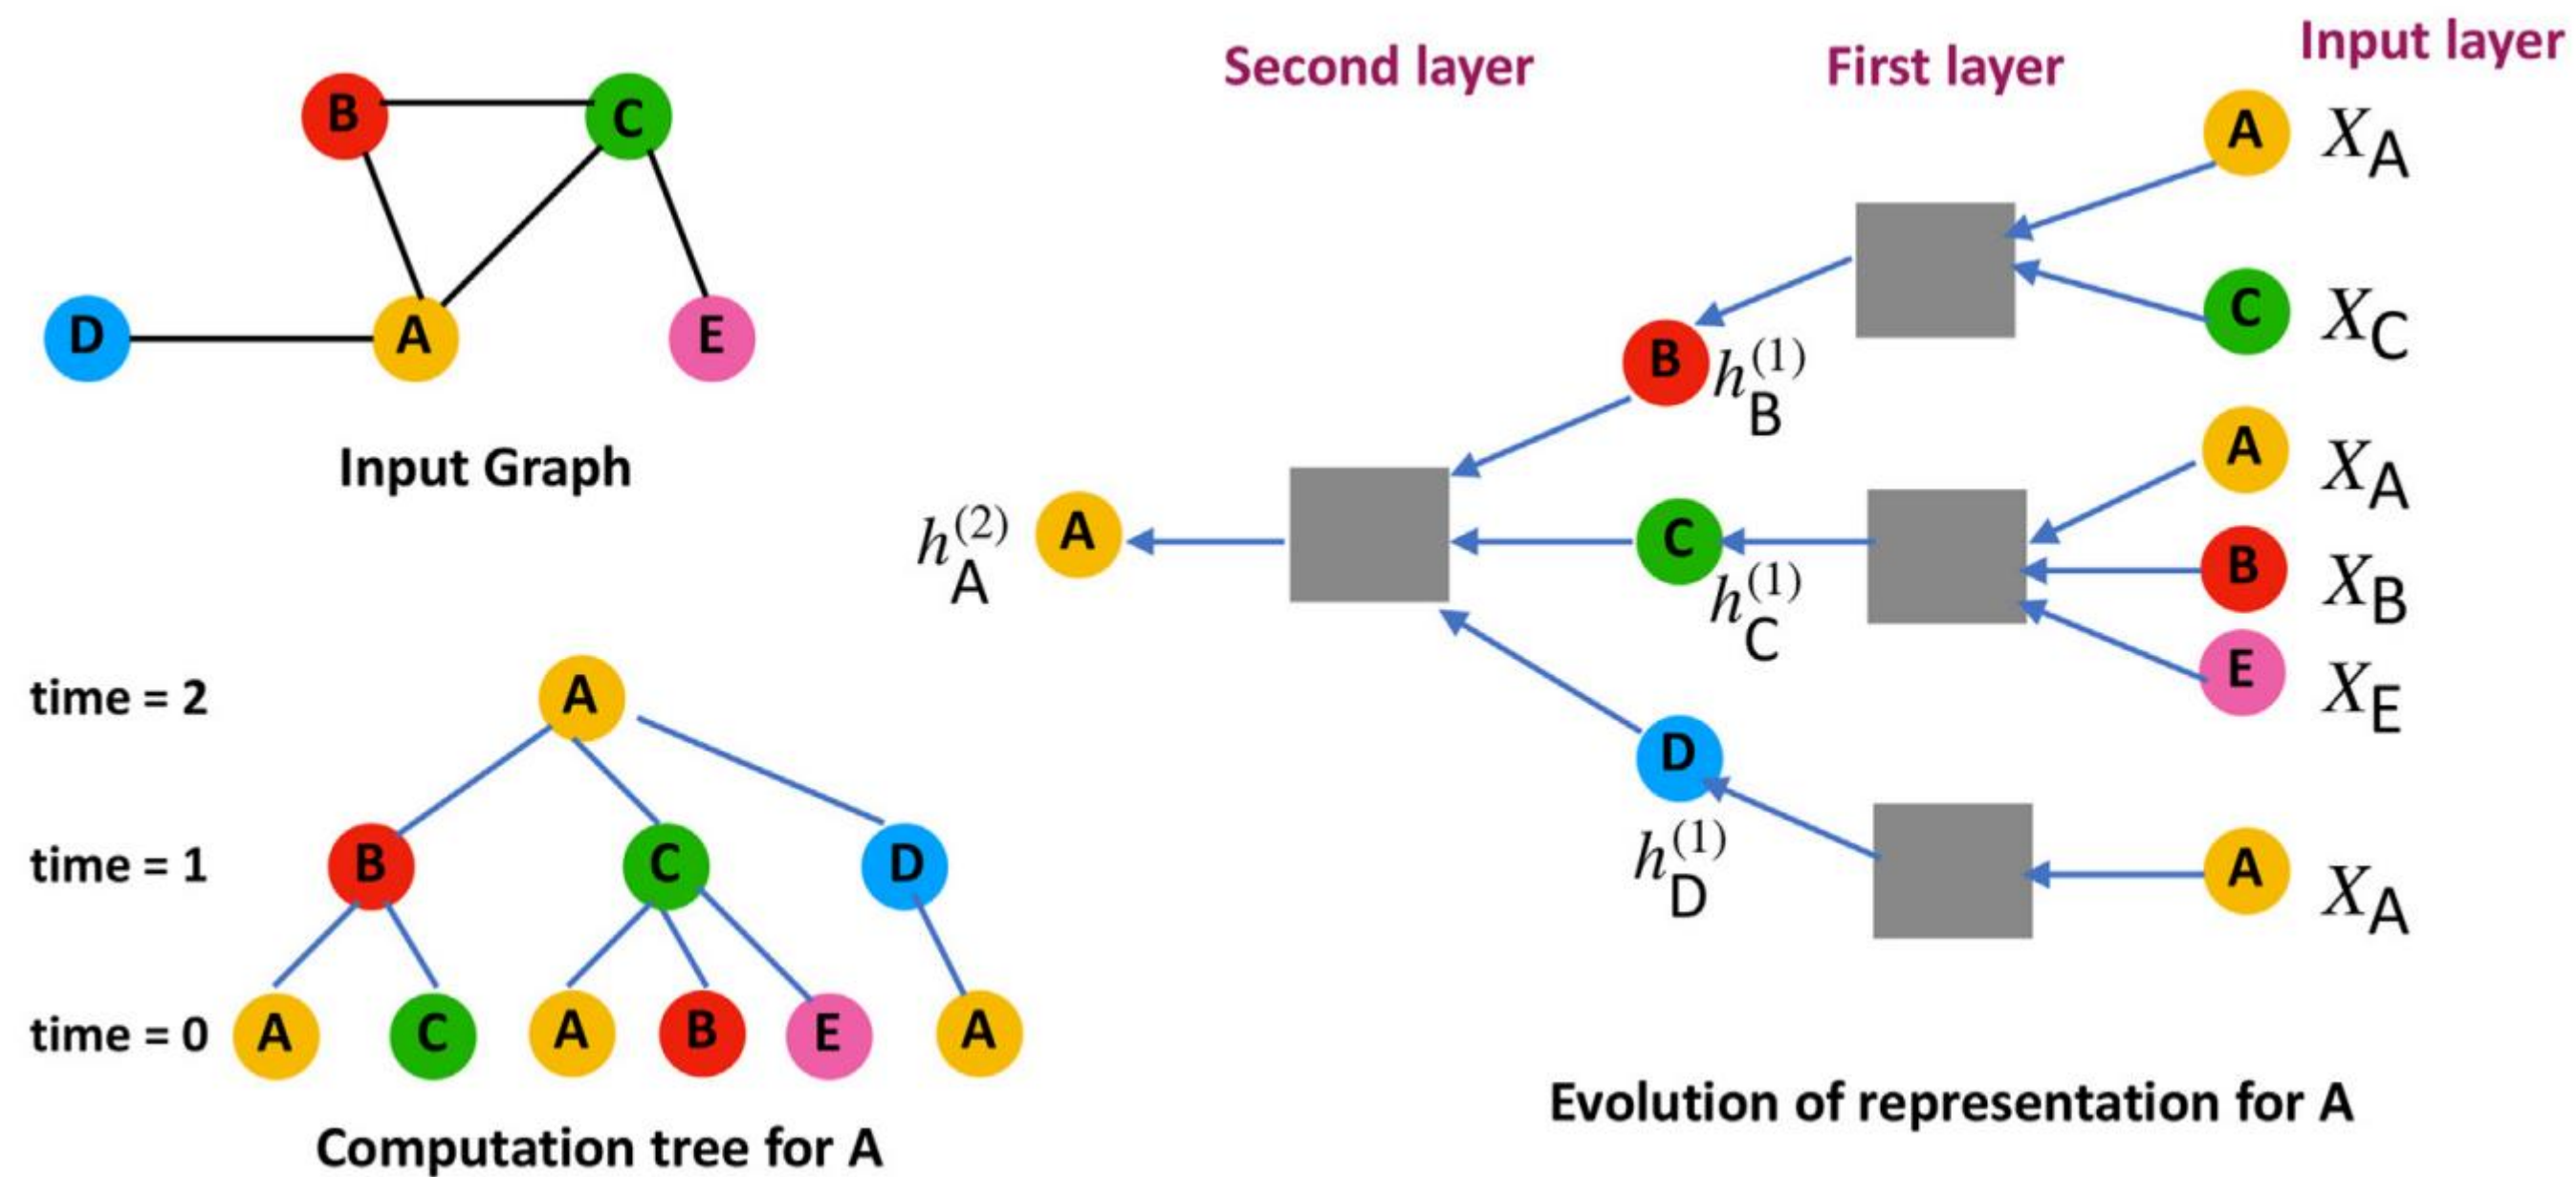 B
C
D
A
E
Input Graph
time = 2
A
time = 1
B
C
D
time = 0
A
C
A
B
E
A
Computation tree for A
Second layer
First layer
Input layer
A X_A
C X_C
B h_B^{(1)}
A X_A
B X_B
E X_E
h_A^{(2)} A
C h_C^{(1)}
D h_D^{(1)}
A X_A
Evolution of representation for A